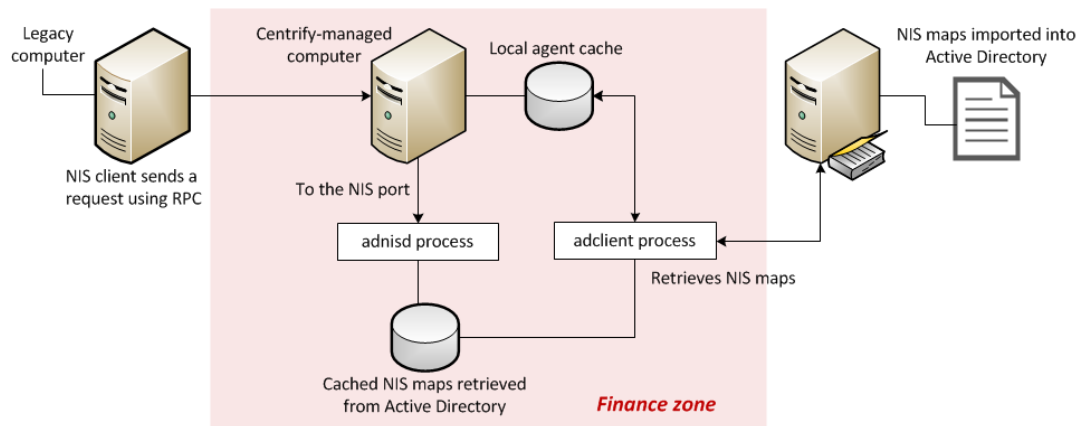 Legacy
computer
Centrify-managed
computer
Local agent cache
NIS maps imported into
Active Directory
NIS client sends a
request using RPC
To the NIS port
adnisd process
adclient process
Retrieves NIS maps
Cached NIS maps retrieved
from Active Directory
Finance zone